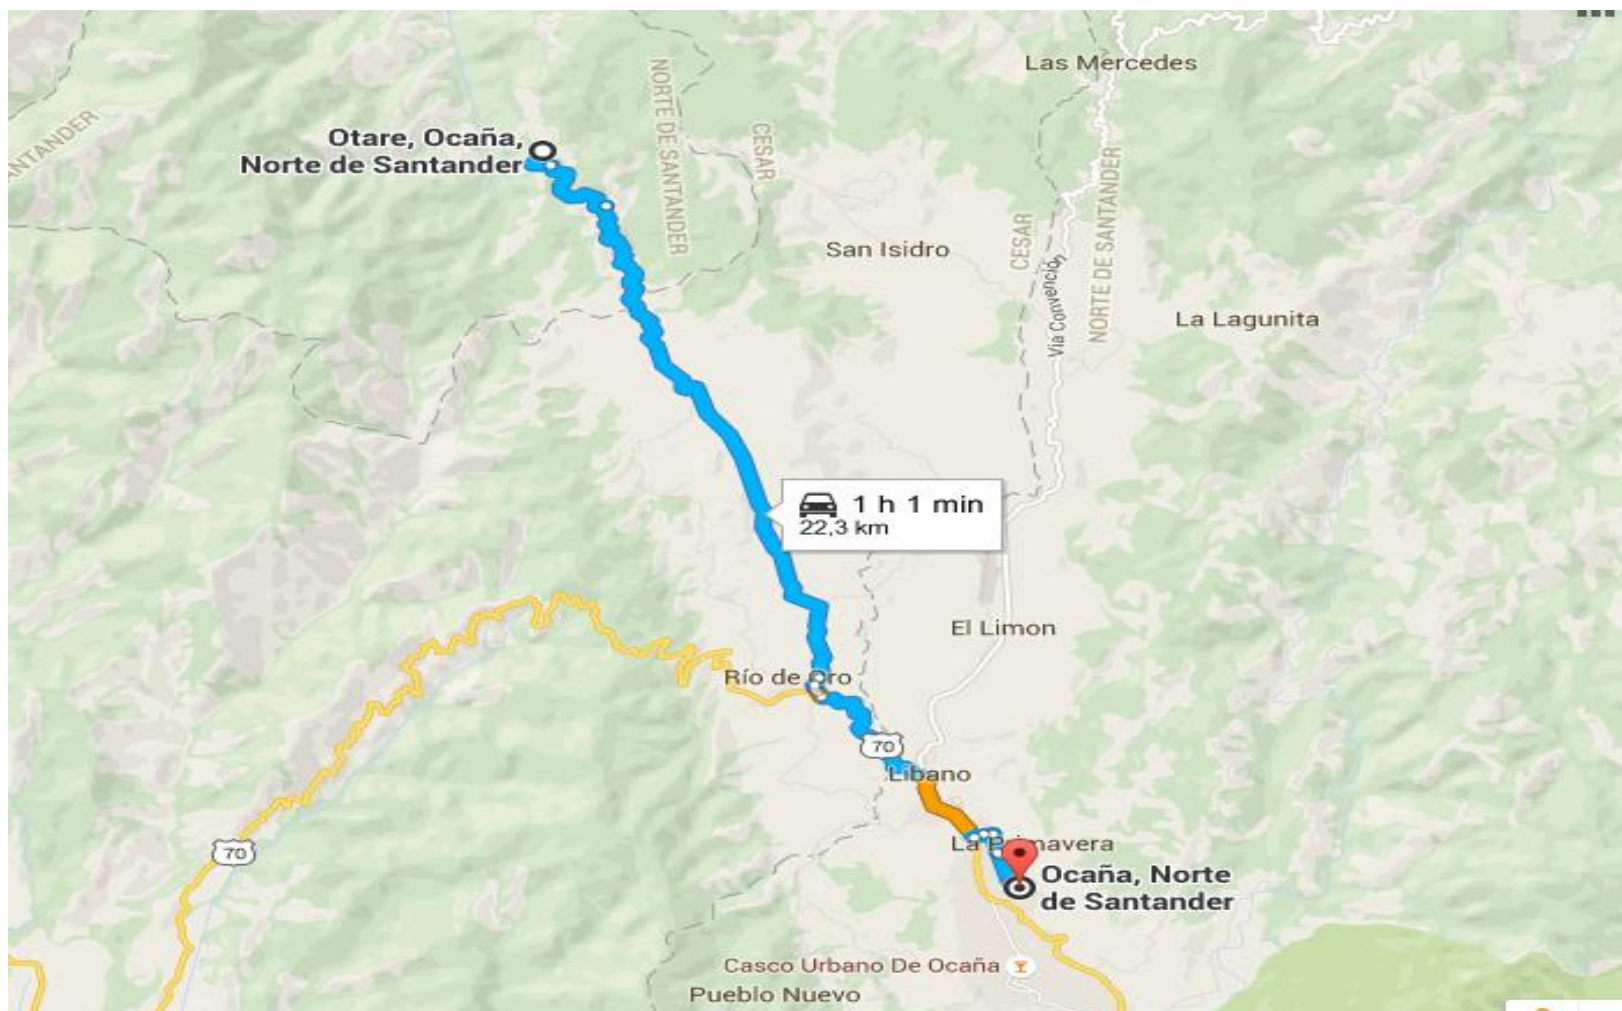 Las Mercedes
SANTANDER
NORTE DE SANTANDER
CESAR
Otare, Ocaña,
Norte de Santander
San Isidro
CESAR
Via Convención
NORTE DE SANTANDER
La Lagunita
1 h 1 min
22,3 km
El Limon
Río de Oro
70
Libano
70
La Primavera
Ocaña, Norte
de Santander
Casco Urbano De Ocaña
Pueblo Nuevo